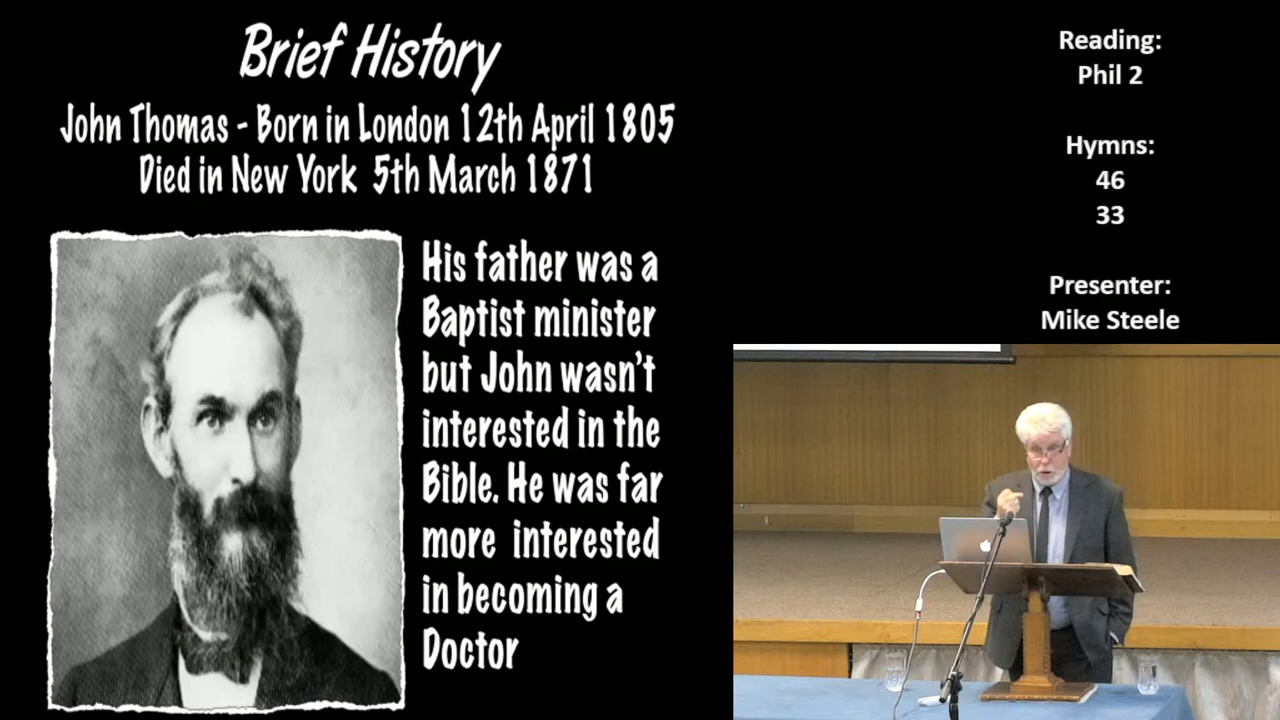 Brief History
John Thomas - Born in London 12th April 1805
Died in New York 5th March 1871
His father was a
Baptist minister
but John wasn't
interested in the
Bible. He was far
more interested
in becoming a
Doctor
Reading:
Phil 2
Hymns:
46
33
Presenter:
Mike Steele